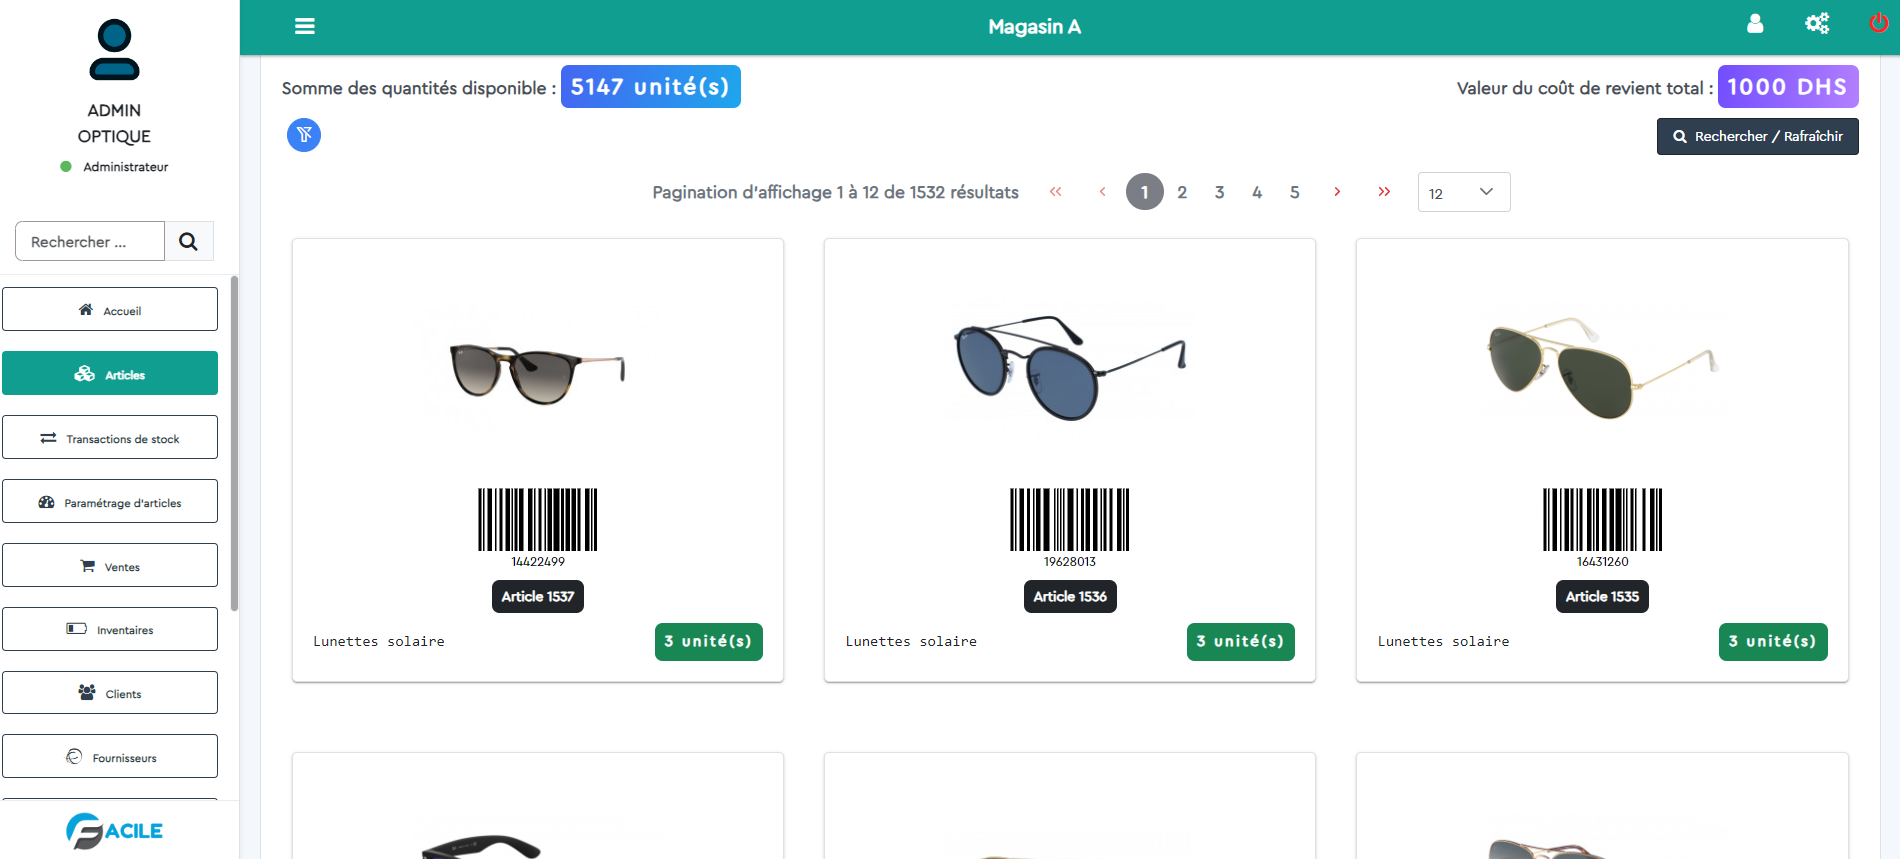 Magasin A
ADMIN
OPTIQUE
Administrateur
Rechercher ...
Accueil
Articles
Transactions de stock
Paramétrage d'articles
Ventes
Inventaires
Clients
Fournisseurs
FACILE
Somme des quantités disponible : 5147 unité(s)
Valeur du coût de revient total : 1000 DHS
Rechercher / Rafraîchir
Pagination d'affichage 1 à 12 de 1532 résultats « ‹ 1 2 3 4 5 › » 12
14422499
Article 1537
Lunettes solaire 3 unité(s)
19628013
Article 1536
Lunettes solaire 3 unité(s)
16431260
Article 1535
Lunettes solaire 3 unité(s)